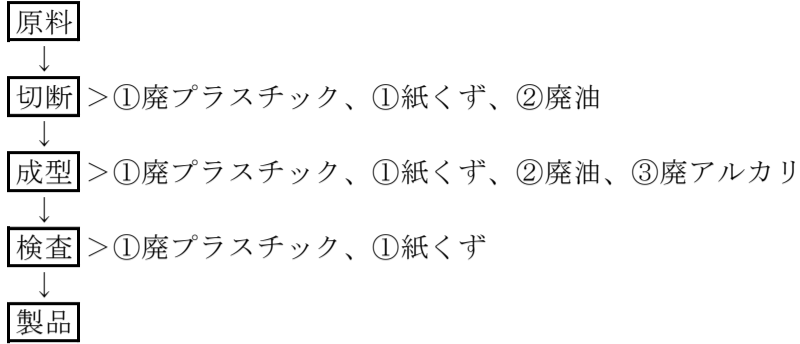 原料
↓
切断＞①廃プラスチック、①紙くず、②廃油
↓
成型＞①廃プラスチック、①紙くず、②廃油、③廃アルカリ
↓
検査＞①廃プラスチック、①紙くず
↓
製品